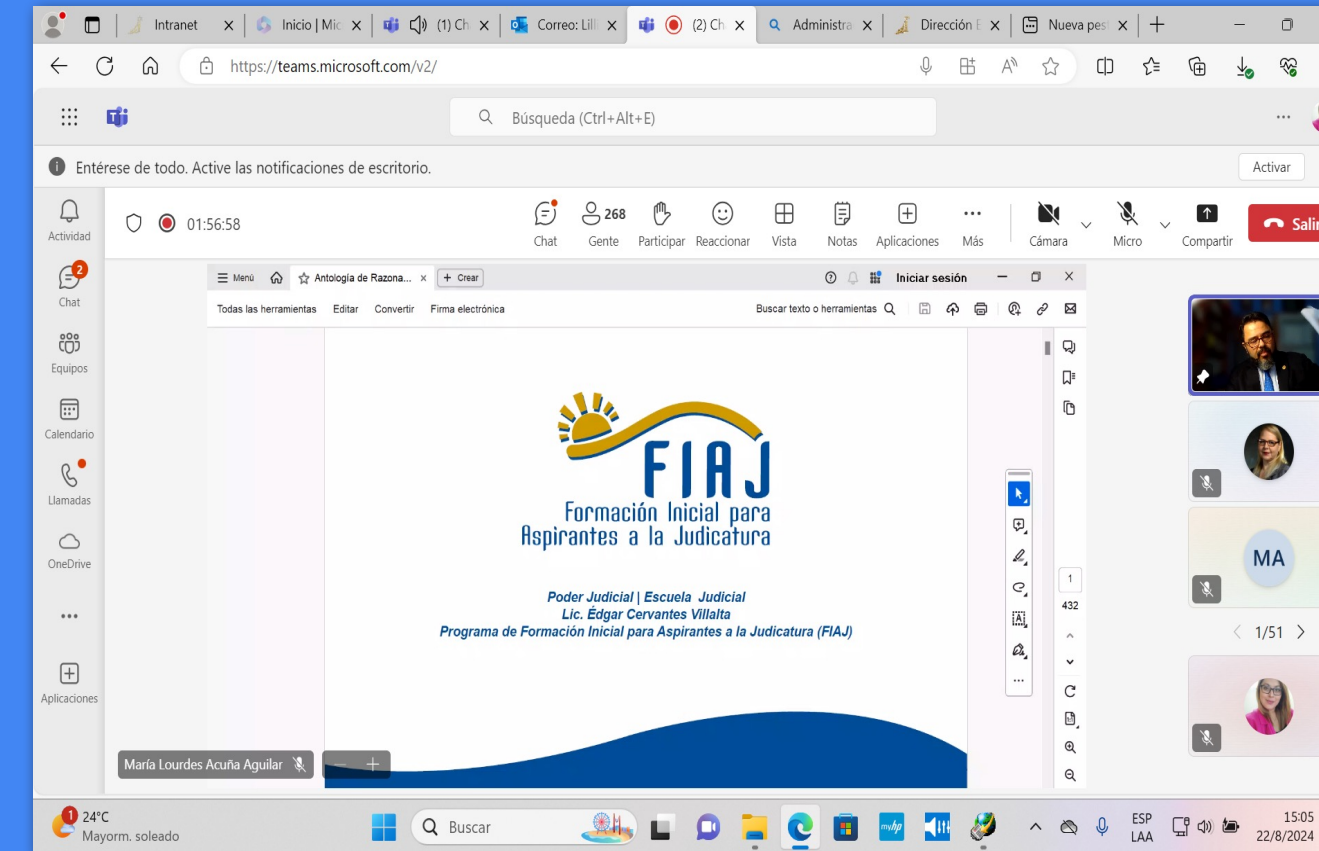 Intranet
Inicio | Mic
(1) Ch
Correo: Lili
(2) Ch
Administra
Dirección E
Nueva pes
https://teams.microsoft.com/v2/
Búsqueda (Ctrl+Alt+E)
Entérese de todo. Active las notificaciones de escritorio.
Activar
01:56:58
268
Chat
Gente
Participar
Reaccionar
Vista
Notas
Aplicaciones
Más
Cámara
Micro
Compartir
Salir
Actividad
2
Chat
Equipos
Calendario
Llamadas
OneDrive
Aplicaciones
Menú
Antología de Razona...
+ Crear
Iniciar sesión
Todas las herramientas
Editar
Convertir
Firma electrónica
Buscar texto o herramientas
FIAJ
Formación Inicial para
Aspirantes a la Judicatura
Poder Judicial | Escuela Judicial
Lic. Édgar Cervantes Villalta
Programa de Formación Inicial para Aspirantes a la Judicatura (FIAJ)
1
432
MA
1/51
María Lourdes Acuña Aguilar
1
24°C
Mayorm. soleado
Buscar
myhp
ESP
LAA
15:05
22/8/2024